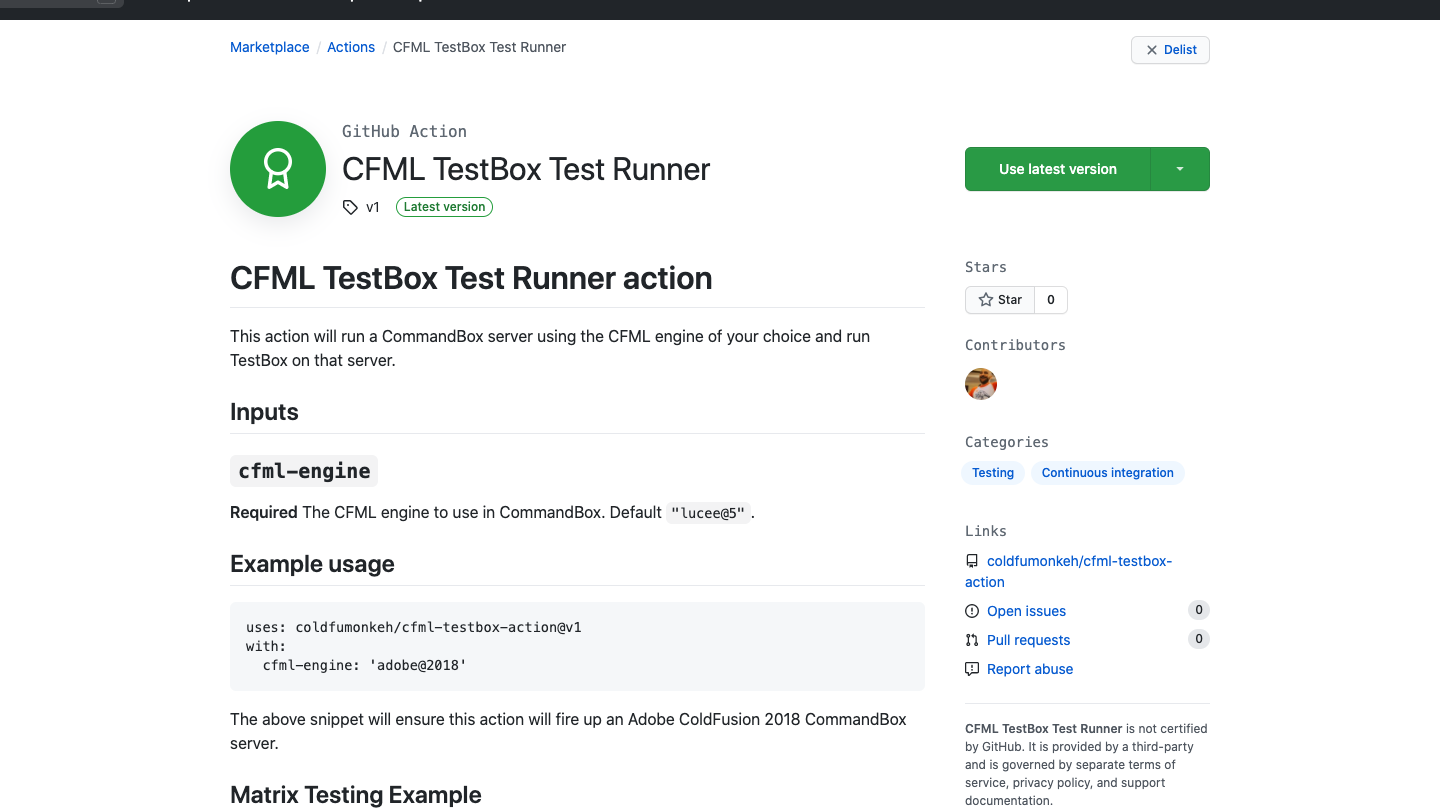 Marketplace / Actions / CFML TestBox Test Runner
Delist
GitHub Action
CFML TestBox Test Runner
v1 Latest version
Use latest version
CFML TestBox Test Runner action
This action will run a CommandBox server using the CFML engine of your choice and run
TestBox on that server.
Inputs
cfml-engine
Required The CFML engine to use in CommandBox. Default "lucee@5".
Example usage
uses: coldfumonkeh/cfml-testbox-action@v1
with:
  cfml-engine: 'adobe@2018'
The above snippet will ensure this action will fire up an Adobe ColdFusion 2018 CommandBox
server.
Matrix Testing Example
Stars
Star 0
Contributors
Categories
Testing Continuous integration
Links
coldfumonkeh/cfml-testbox-
action
Open issues 0
Pull requests 0
Report abuse
CFML TestBox Test Runner is not certified
by GitHub. It is provided by a third-party
and is governed by separate terms of
service, privacy policy, and support
documentation.